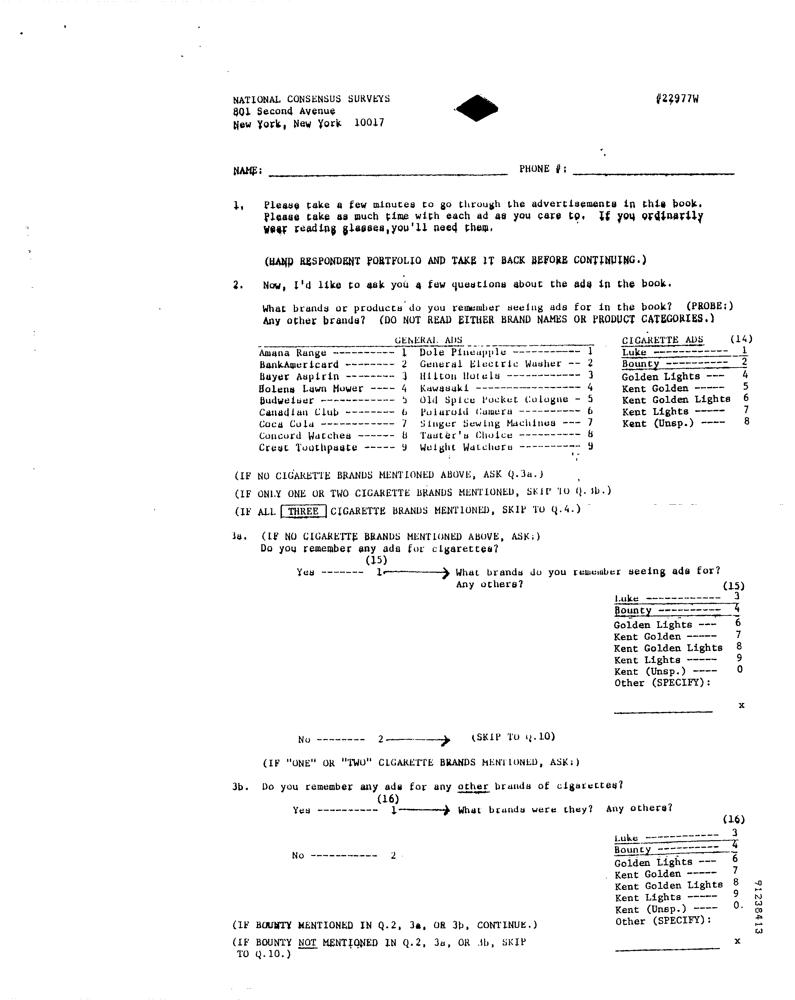 NATIONAL CONSENSUS SURVEYS #22977W
801 Second Avenue
New York, New York 10017
NAME: PHONE #:
1. Please take a few minutes to go through the advertisements in this book.
Please take as much time with each ad as you care to. If you ordinarily
wear reading glasses, you'll need them.
(HAND RESPONDENT PORTFOLIO AND TAKE IT BACK BEFORE CONTINUING.)
2. Now, I'd like to ask you a few questions about the ads in the book.
What brands or products do you remember seeing ads for in the book? (PROBE:)
Any other brands? (DO NOT READ EITHER BRAND NAMES OR PRODUCT CATEGORIES.)
GENERAL ADS CIGARETTE ADS (14)
Amana Range ---------- 1 Dole Pineapple ----------- 1 Luke ------------ 1
BankAmericard -------- 2 General Electric Washer -- 2 Bounty ---------- 2
Bayer Aspirin -------- 3 Hilton Hotels ------------ 3 Golden Lights --- 4
Bolens Lawn Mower ---- 4 Kawasaki ----------------- 4 Kent Golden ----- 5
Budweiser ------------ 5 Old Spice Pocket Cologne - 5 Kent Golden Lights 6
Canadian Club -------- 6 Polaroid Camera ---------- 6 Kent Lights ----- 7
Coca Cola ------------ 7 Singer Sewing Machines --- 7 Kent (Unsp.) ---- 8
Concord Watches ------ 8 Taster's Choice ---------- 8
Crest Toothpaste ----- 9 Weight Watchers ---------- 9
(IF NO CIGARETTE BRANDS MENTIONED ABOVE, ASK Q.3a.)
(IF ONLY ONE OR TWO CIGARETTE BRANDS MENTIONED, SKIP TO Q.3b.)
(IF ALL THREE CIGARETTE BRANDS MENTIONED, SKIP TO Q.4.)
3a. (IF NO CIGARETTE BRANDS MENTIONED ABOVE, ASK:)
Do you remember any ads for cigarettes?
(15)
Yes ------- 1 What brands do you remember seeing ads for?
Any others? (15)
Luke ------------ 3
Bounty ---------- 4
Golden Lights --- 6
Kent Golden ----- 7
Kent Golden Lights 8
Kent Lights ----- 9
Kent (Unsp.) ---- 0
Other (SPECIFY):
x
No -------- 2 (SKIP TO Q.10)
(IF "ONE" OR "TWO" CIGARETTE BRANDS MENTIONED, ASK:)
3b. Do you remember any ads for any other brands of cigarettes?
(16)
Yes ---------- 1 What brands were they? Any others?
(16)
Luke ------------ 3
Bounty ---------- 4
No ----------- 2
Golden Lights --- 6
Kent Golden ----- 7
Kent Golden Lights 8
Kent Lights ----- 9
Kent (Unsp.) ---- 0.
Other (SPECIFY):
x
(IF BOUNTY MENTIONED IN Q.2, 3a, OR 3b, CONTINUE.)
(IF BOUNTY NOT MENTIONED IN Q.2, 3a, OR 3b, SKIP
TO Q.10.)
91238413